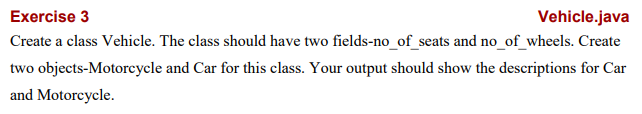 Exercise 3 Vehicle.java
Create a class Vehicle. The class should have two fields-no_of_seats and no_of_wheels. Create
two objects-Motorcycle and Car for this class. Your output should show the descriptions for Car
and Motorcycle.